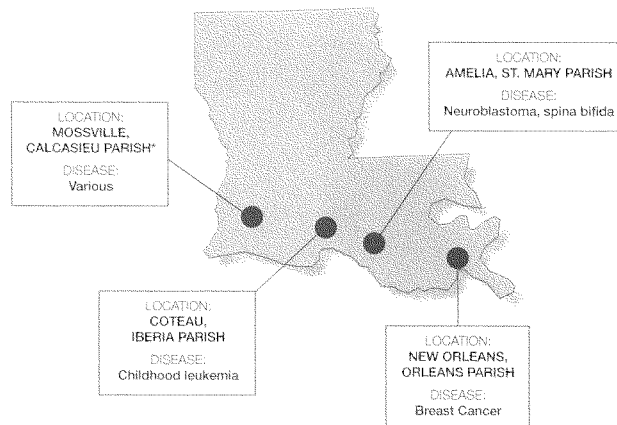 LOCATION:
AMELIA, ST. MARY PARISH
DISEASE:
Neuroblastoma, spina bifida
LOCATION:
MOSSVILLE,
CALCASIEU PARISH*
DISEASE:
Various
LOCATION:
COTEAU,
IBERIA PARISH
DISEASE:
Childhood leukemia
LOCATION:
NEW ORLEANS,
ORLEANS PARISH
DISEASE:
Breast Cancer